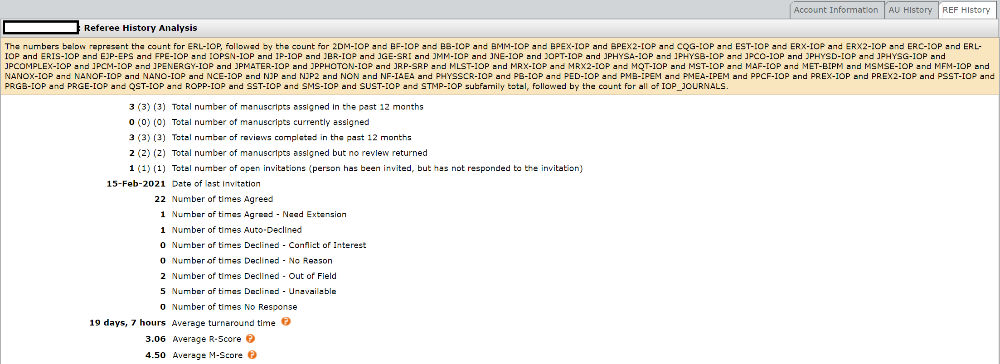 Account Information AU History REF History
: Referee History Analysis
The numbers below represent the count for ERL-IOP, followed by the count for 2DM-IOP and BF-IOP and BB-IOP and BMM-IOP and BPEX-IOP and BPEX2-IOP and CQG-IOP and EST-IOP and ERX-IOP and ERX2-IOP and ERC-IOP and ERL-
IOP and ERIS-IOP and EJP-EPS and FPE-IOP and IOPSN-IOP and IP-IOP and JBR-IOP and JGE-SRI and JMM-IOP and JNE-IOP and JOPT-IOP and JPHYSA-IOP and JPHYSB-IOP and JPCO-IOP and JPHYSD-IOP and JPHYSG-IOP and
JPCOMPLEX-IOP and JPCM-IOP and JPENERGY-IOP and JPMATER-IOP and JPPHOTON-IOP and JRP-SRP and MLST-IOP and MRX-IOP and MRX2-IOP and MQT-IOP and MST-IOP and MAF-IOP and MET-BIPM and MSMSE-IOP and MFM-IOP and
NANOX-IOP and NANOF-IOP and NANO-IOP and NCE-IOP and NJP and NJP2 and NON and NF-IAEA and PHYSSCR-IOP and PB-IOP and PED-IOP and PMB-IPEM and PMEA-IPEM and PPCF-IOP and PREX-IOP and PREX2-IOP and PSST-IOP and
PRGB-IOP and PRGE-IOP and QST-IOP and ROPP-IOP and SST-IOP and SMS-IOP and SUST-IOP and STMP-IOP subfamily total, followed by the count for all of IOP_JOURNALS.
3 (3) (3) Total number of manuscripts assigned in the past 12 months
0 (0) (0) Total number of manuscripts currently assigned
3 (3) (3) Total number of reviews completed in the past 12 months
2 (2) (2) Total number of manuscripts assigned but no review returned
1 (1) (1) Total number of open invitations (person has been invited, but has not responded to the invitation)
15-Feb-2021 Date of last invitation
22 Number of times Agreed
1 Number of times Agreed - Need Extension
1 Number of times Auto-Declined
0 Number of times Declined - Conflict of Interest
0 Number of times Declined - No Reason
2 Number of times Declined - Out of Field
5 Number of times Declined - Unavailable
0 Number of times No Response
19 days, 7 hours Average turnaround time ?
3.06 Average R-Score ?
4.50 Average M-Score ?